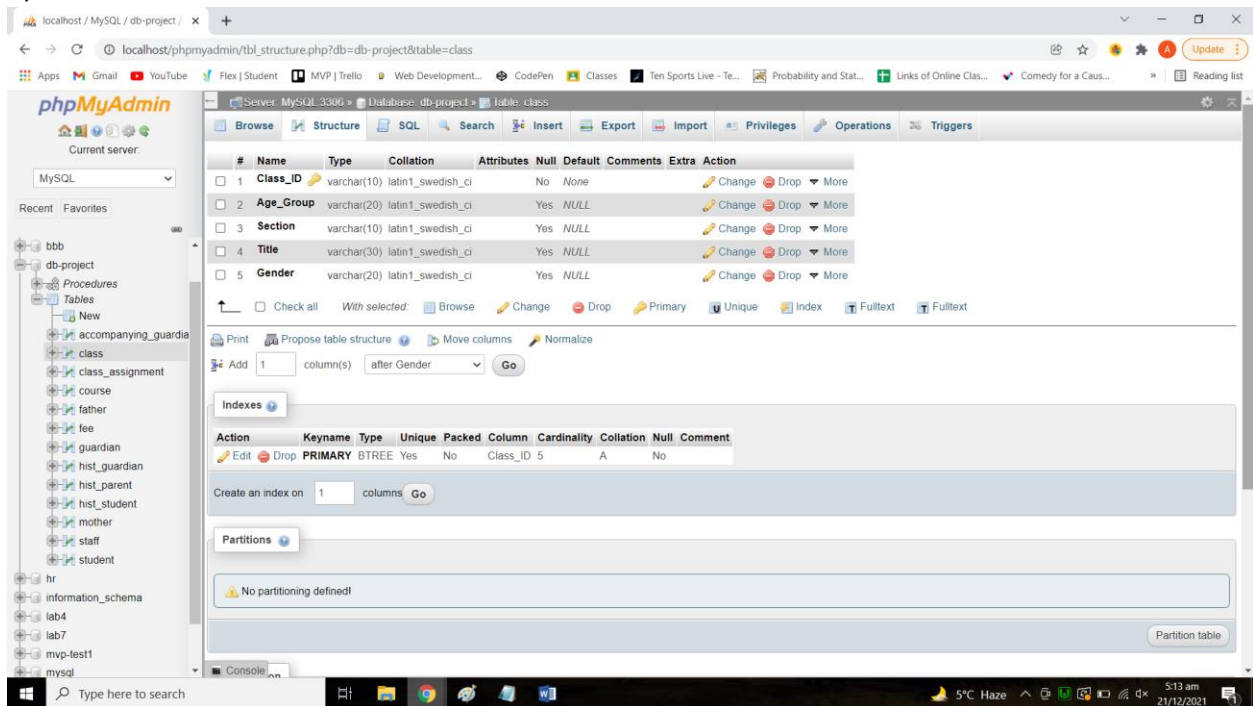 localhost / MySQL / db-project /
localhost/phpmyadmin/tbl_structure.php?db=db-project&table=class
A Update
Apps Gmail YouTube Flex | Student MVP | Trello Web Development... CodePen Classes Ten Sports Live - Te... Probability and Stat... Links of Online Clas... Comedy for a Caus... » Reading list
phpMyAdmin
Current server:
MySQL
Recent Favorites
bbb
db-project
Procedures
Tables
New
accompanying_guardia
class
class_assignment
course
father
fee
guardian
hist_guardian
hist_parent
hist_student
mother
staff
student
hr
information_schema
lab4
lab7
mvp-test1
mysql
Server: MySQL:3306 » Database: db-project » Table: class
Browse Structure SQL Search Insert Export Import Privileges Operations Triggers
# Name Type Collation Attributes Null Default Comments Extra Action
1 Class_ID varchar(10) latin1_swedish_ci No None Change Drop More
2 Age_Group varchar(20) latin1_swedish_ci Yes NULL Change Drop More
3 Section varchar(10) latin1_swedish_ci Yes NULL Change Drop More
4 Title varchar(30) latin1_swedish_ci Yes NULL Change Drop More
5 Gender varchar(20) latin1_swedish_ci Yes NULL Change Drop More
Check all With selected: Browse Change Drop Primary Unique Index Fulltext Fulltext
Print Propose table structure Move columns Normalize
Add 1 column(s) after Gender Go
Indexes
Action Keyname Type Unique Packed Column Cardinality Collation Null Comment
Edit Drop PRIMARY BTREE Yes No Class_ID 5 A No
Create an index on 1 columns Go
Partitions
No partitioning defined!
Partition table
Console
Type here to search
5°C Haze
5:13 am
21/12/2021